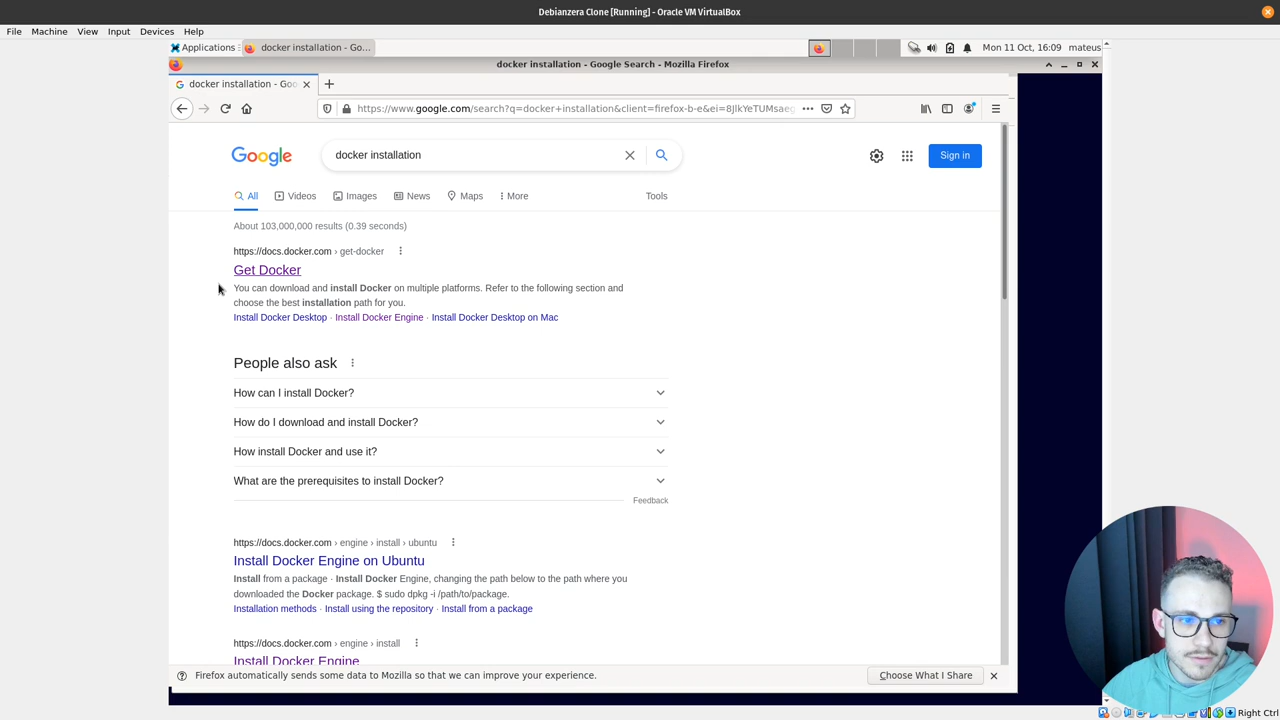 Debianzera Clone [Running] - Oracle VM VirtualBox
File Machine View Input Devices Help
Applications docker installation - Go... Mon 11 Oct, 16:09 mateus
docker installation - Google Search - Mozilla Firefox
docker installation - Goo
https://www.google.com/search?q=docker+installation&client=firefox-b-e&ei=8JlkYeTUMsaeg
Google docker installation Sign in
All Videos Images News Maps More Tools
About 103,000,000 results (0.39 seconds)
https://docs.docker.com › get-docker
Get Docker
You can download and install Docker on multiple platforms. Refer to the following section and
choose the best installation path for you.
Install Docker Desktop · Install Docker Engine · Install Docker Desktop on Mac
People also ask
How can I install Docker?
How do I download and install Docker?
How install Docker and use it?
What are the prerequisites to install Docker?
Feedback
https://docs.docker.com › engine › install › ubuntu
Install Docker Engine on Ubuntu
Install from a package · Install Docker Engine, changing the path below to the path where you
downloaded the Docker package. $ sudo dpkg -i /path/to/package.
Installation methods · Install using the repository · Install from a package
https://docs.docker.com › engine › install
Install Docker Engine
Firefox automatically sends some data to Mozilla so that we can improve your experience. Choose What I Share
Right Ctrl